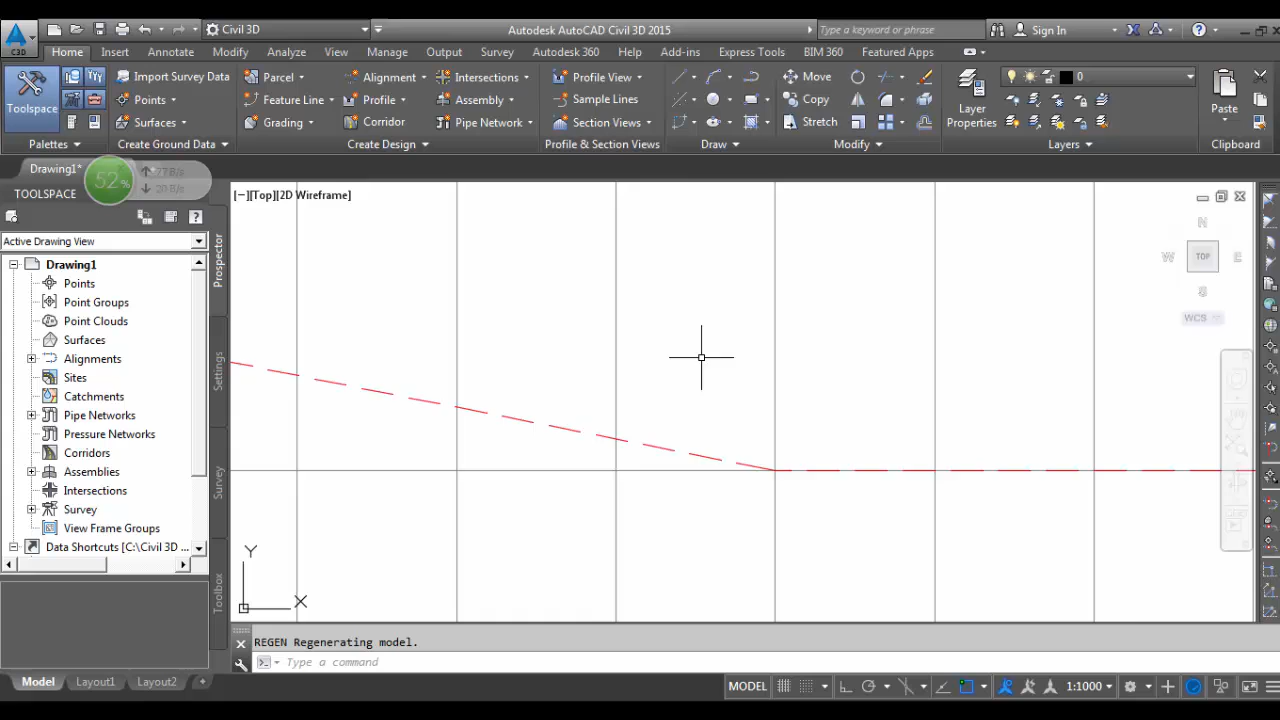 C3D
Civil 3D
Autodesk AutoCAD Civil 3D 2015
Type a keyword or phrase
Sign In
Home Insert Annotate Modify Analyze View Manage Output Survey Autodesk 360 Help Add-ins Express Tools BIM 360 Featured Apps
Toolspace
Import Survey Data
Points
Surfaces
Parcel
Feature Line
Grading
Alignment
Profile
Corridor
Intersections
Assembly
Pipe Network
Profile View
Sample Lines
Section Views
Move
Copy
Stretch
Layer
Properties
0
Paste
Palettes
Create Ground Data
Create Design
Profile & Section Views
Draw
Modify
Layers
Clipboard
Drawing1*
52%
77 B/s
20 B/s
TOOLSPACE
Active Drawing View
Drawing1
Points
Point Groups
Point Clouds
Surfaces
Alignments
Sites
Catchments
Pipe Networks
Pressure Networks
Corridors
Assemblies
Intersections
Survey
View Frame Groups
Data Shortcuts [C:\Civil 3D ...
Prospector
Settings
Survey
Toolbox
[−][Top][2D Wireframe]
N
W TOP E
S
WCS
Y
X
REGEN Regenerating model.
Type a command
Model Layout1 Layout2 +
MODEL
1:1000